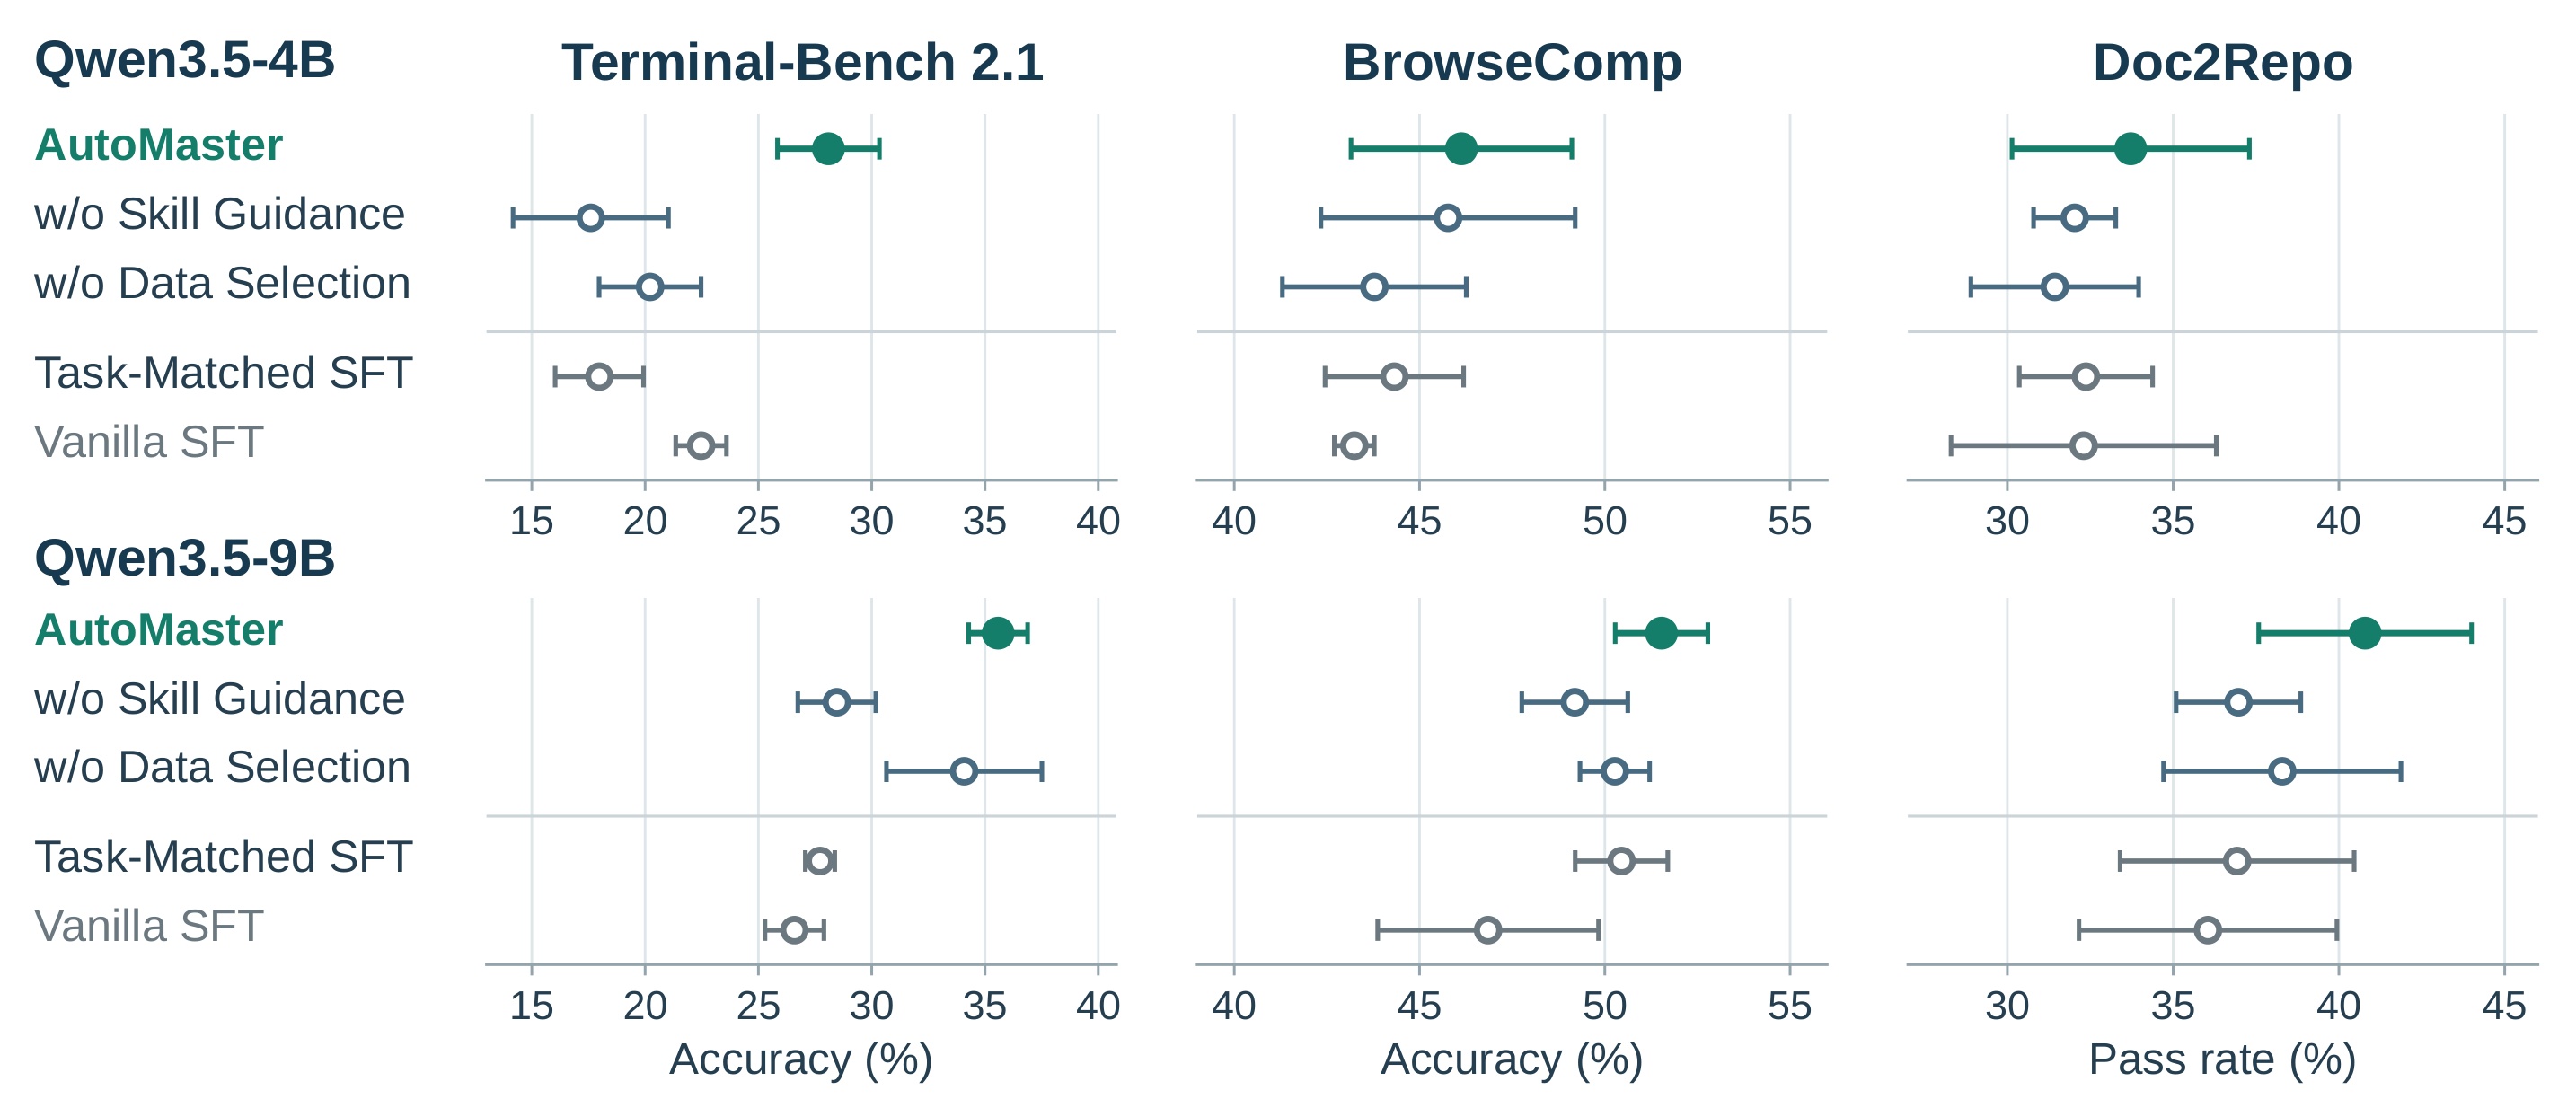 Qwen3.5-4B
Terminal-Bench 2.1
BrowseComp
Doc2Repo
AutoMaster
w/o Skill Guidance
w/o Data Selection
Task-Matched SFT
Vanilla SFT
15 20 25 30 35 40
40 45 50 55
30 35 40 45
Qwen3.5-9B
AutoMaster
w/o Skill Guidance
w/o Data Selection
Task-Matched SFT
Vanilla SFT
15 20 25 30 35 40
40 45 50 55
30 35 40 45
Accuracy (%)
Accuracy (%)
Pass rate (%)